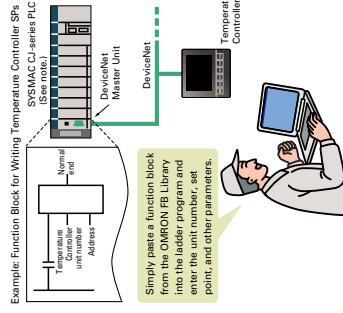 Example: Function Block for Writing Temperature Controller SPs
SYSMAC CJ-series PLC
(See note.)
Normal
end
Temperature
Controller
unit number
Address
DeviceNet
Master Unit
DeviceNet
Temperature
Controller
Simply paste a function block
from the OMRON FB Library
into the ladder program and
enter the unit number, set
point, and other parameters.